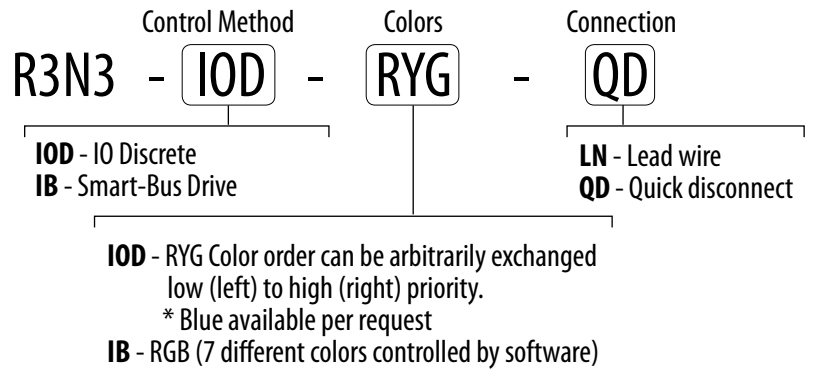 Control Method Colors Connection
R3N3 - IOD - RYG - QD
IOD - IO Discrete
IB - Smart-Bus Drive
LN - Lead wire
QD - Quick disconnect
IOD - RYG Color order can be arbitrarily exchanged
low (left) to high (right) priority.
* Blue available per request
IB - RGB (7 different colors controlled by software)